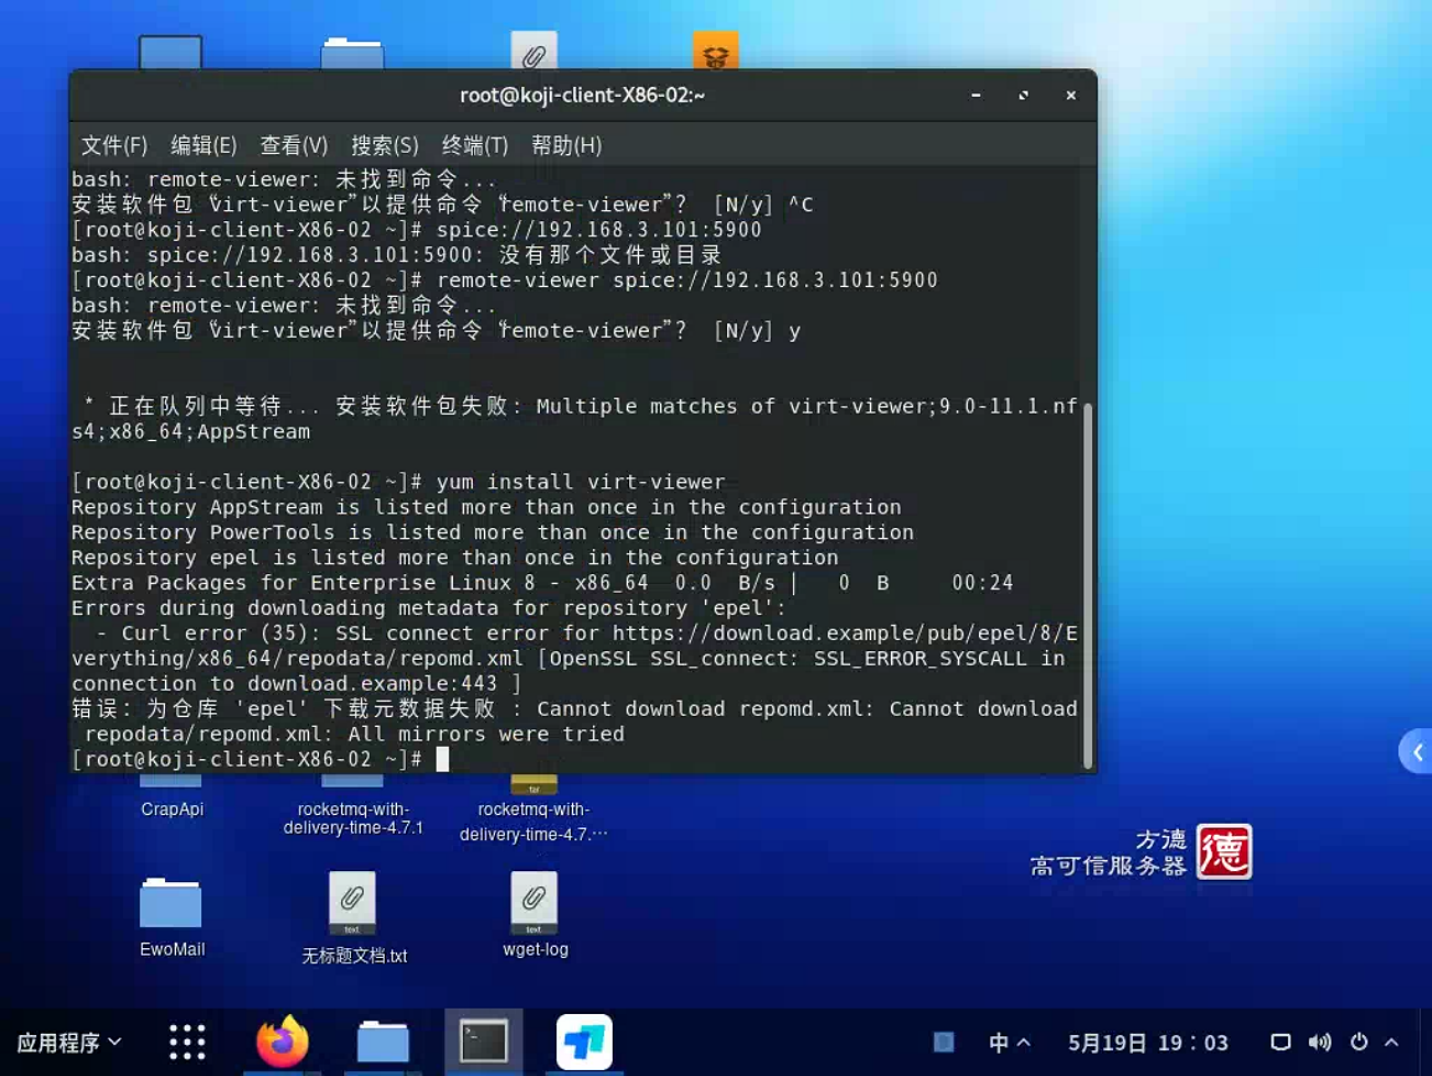 root@koji-client-X86-02:~
文件(F) 编辑(E) 查看(V) 搜索(S) 终端(T) 帮助(H)
bash: remote-viewer: 未找到命令...
安装软件包 “virt-viewer”以提供命令 “remote-viewer”？ [N/y] ^C
[root@koji-client-X86-02 ~]# spice://192.168.3.101:5900
bash: spice://192.168.3.101:5900: 没有那个文件或目录
[root@koji-client-X86-02 ~]# remote-viewer spice://192.168.3.101:5900
bash: remote-viewer: 未找到命令...
安装软件包 “virt-viewer”以提供命令 “remote-viewer”？ [N/y] y
* 正在队列中等待... 安装软件包失败: Multiple matches of virt-viewer;9.0-11.1.nf
s4;x86_64;AppStream
[root@koji-client-X86-02 ~]# yum install virt-viewer
Repository AppStream is listed more than once in the configuration
Repository PowerTools is listed more than once in the configuration
Repository epel is listed more than once in the configuration
Extra Packages for Enterprise Linux 8 - x86_64 0.0 B/s | 0 B 00:24
Errors during downloading metadata for repository 'epel':
- Curl error (35): SSL connect error for https://download.example/pub/epel/8/E
verything/x86_64/repodata/repomd.xml [OpenSSL SSL_connect: SSL_ERROR_SYSCALL in
connection to download.example:443 ]
错误: 为仓库 'epel' 下载元数据失败 : Cannot download repomd.xml: Cannot download
repodata/repomd.xml: All mirrors were tried
[root@koji-client-X86-02 ~]#
tar
CrapApi
rocketmq-with-
delivery-time-4.7.1
rocketmq-with-
delivery-time-4.7.…
方德
高可信服务器
德
text
text
EwoMail
无标题文档.txt
wget-log
应用程序
中
5月19日 19：03